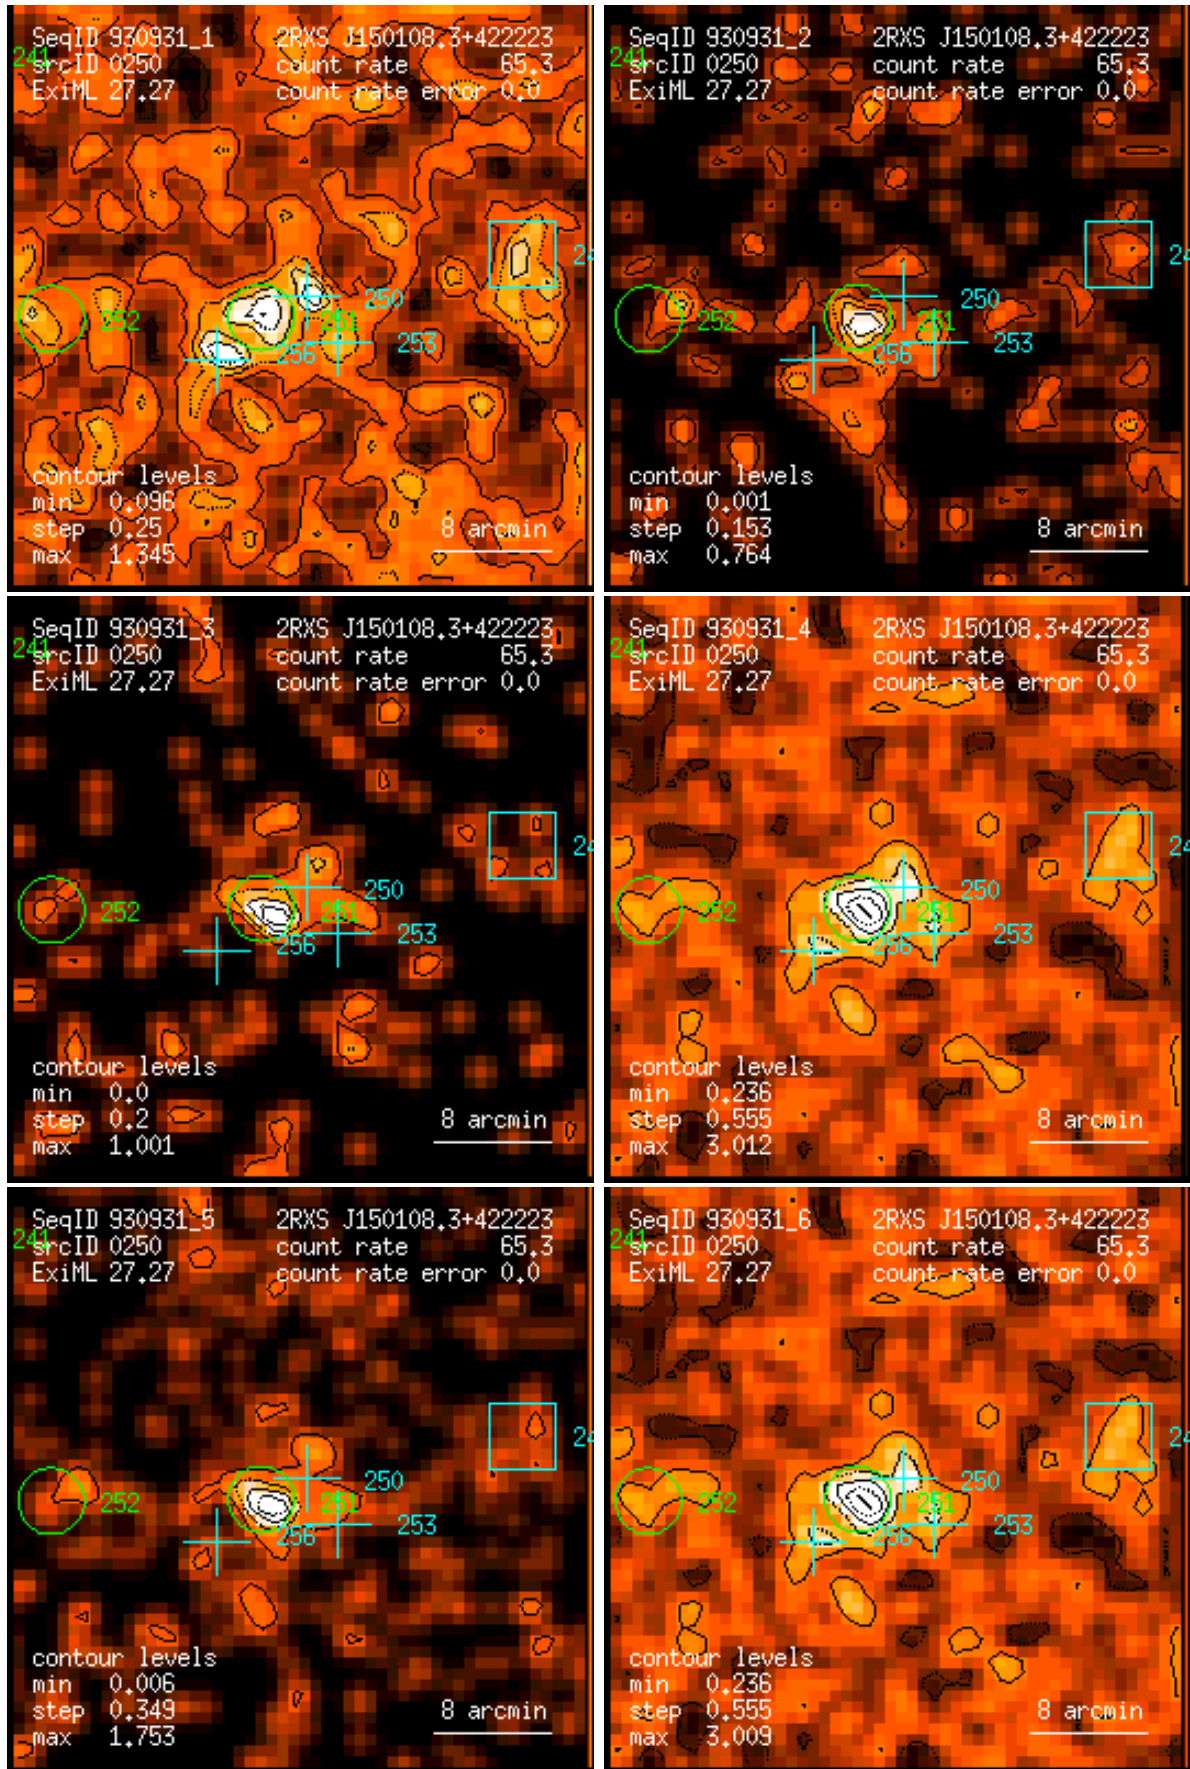 SeqID 930931_1 2RXS J150108.3+422223
241
srcID 0250 count rate 65.3
ExiML 27.27 count rate error 0.0
250
252 251
256 253
contour levels
min 0.096
step 0.25 8 arcmin
max 1.345
SeqID 930931_2 2RXS J150108.3+422223
241
srcID 0250 count rate 65.3
ExiML 27.27 count rate error 0.0
250
252 251
256 253
contour levels
min 0.001
step 0.153 8 arcmin
max 0.764
SeqID 930931_3 2RXS J150108.3+422223
241
srcID 0250 count rate 65.3
ExiML 27.27 count rate error 0.0
250
252 251
256 253
contour levels
min 0.0
step 0.2 8 arcmin
max 1.001
SeqID 930931_4 2RXS J150108.3+422223
241
srcID 0250 count rate 65.3
ExiML 27.27 count rate error 0.0
250
252 251
256 253
contour levels
min 0.236
step 0.555 8 arcmin
max 3.012
SeqID 930931_5 2RXS J150108.3+422223
241
srcID 0250 count rate 65.3
ExiML 27.27 count rate error 0.0
250
252 251
256 253
contour levels
min 0.006
step 0.349 8 arcmin
max 1.753
SeqID 930931_6 2RXS J150108.3+422223
241
srcID 0250 count rate 65.3
ExiML 27.27 count rate error 0.0
250
252 251
256 253
contour levels
min 0.236
step 0.555 8 arcmin
max 3.009